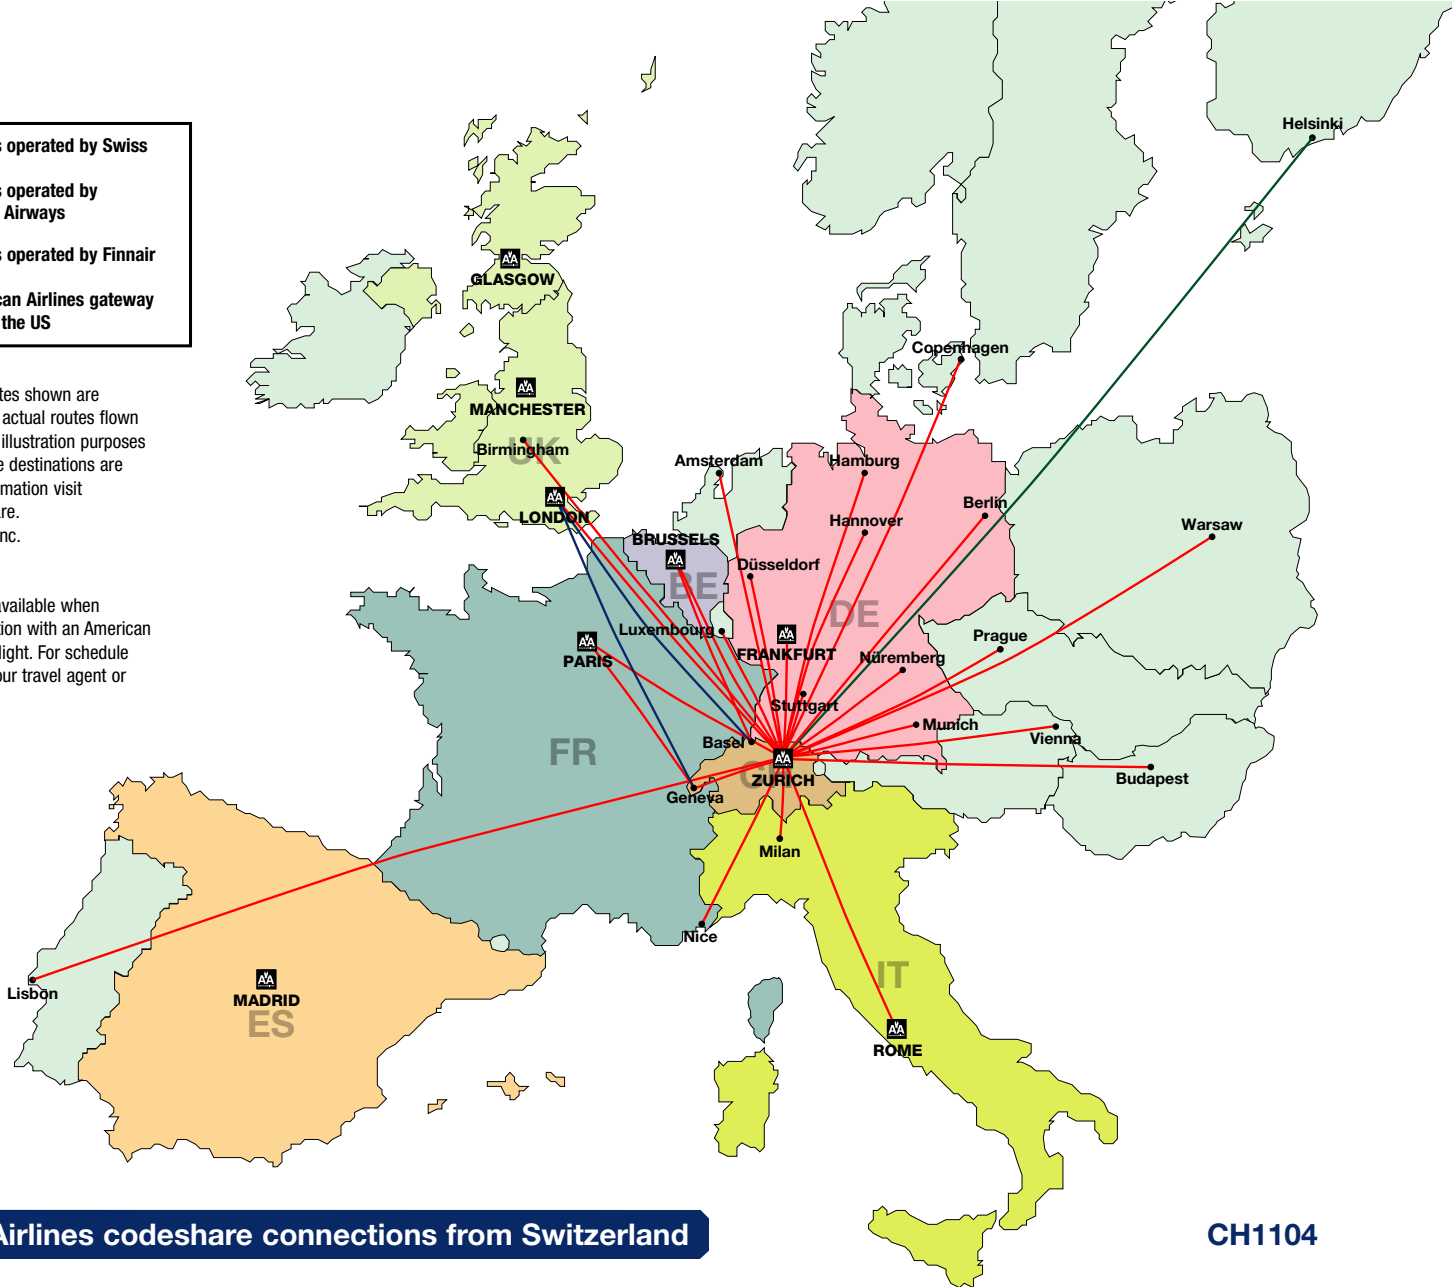 s operated by Swiss
s operated by
Airways
s operated by Finnair
can Airlines gateway
the US
tes shown are
actual routes flown
illustration purposes
e destinations are
mation visit
are.
nc.
available when
tion with an American
light. For schedule
our travel agent or
Helsinki
GLASGOW
Copenhagen
MANCHESTER
UK
Birmingham
Amsterdam
Hamburg
Berlin
LONDON
Hannover
Warsaw
BRUSSELS
Düsseldorf
BE
DE
Luxembourg
Prague
PARIS
FRANKFURT
Nüremberg
Stuttgart
Munich
Vienna
Basel
FR
Budapest
ZURICH
Geneva
Milan
Nice
IT
Lisbon
MADRID
ES
ROME
Airlines codeshare connections from Switzerland
CH1104